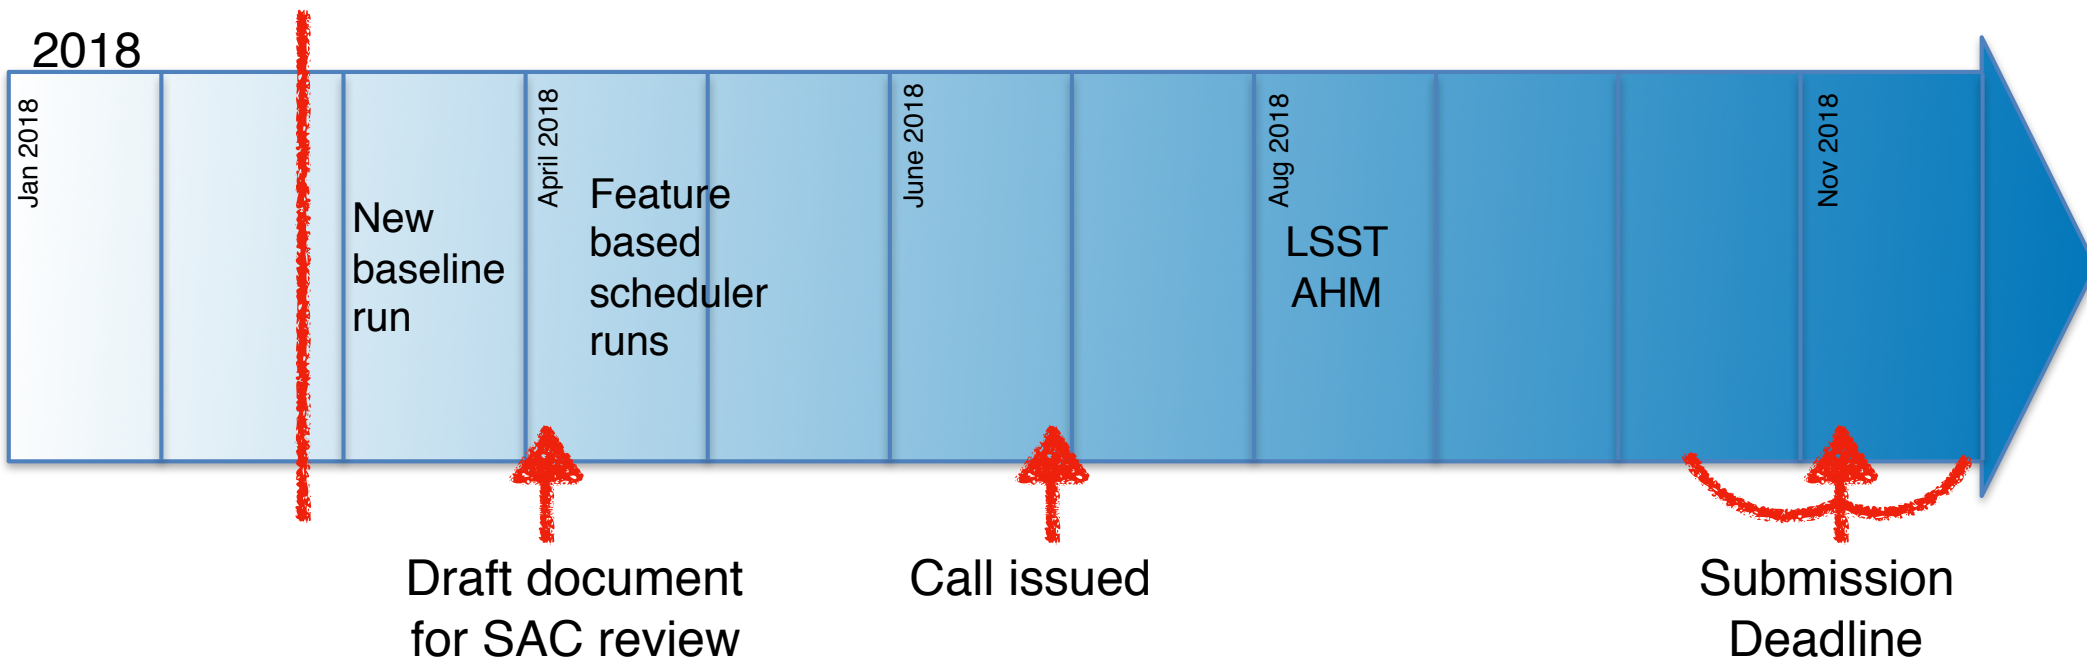 2018
Jan 2018
April 2018
June 2018
Aug 2018
Nov 2018
New
baseline
run
Feature
based
scheduler
runs
LSST
AHM
Draft document
for SAC review
Call issued
Submission
Deadline